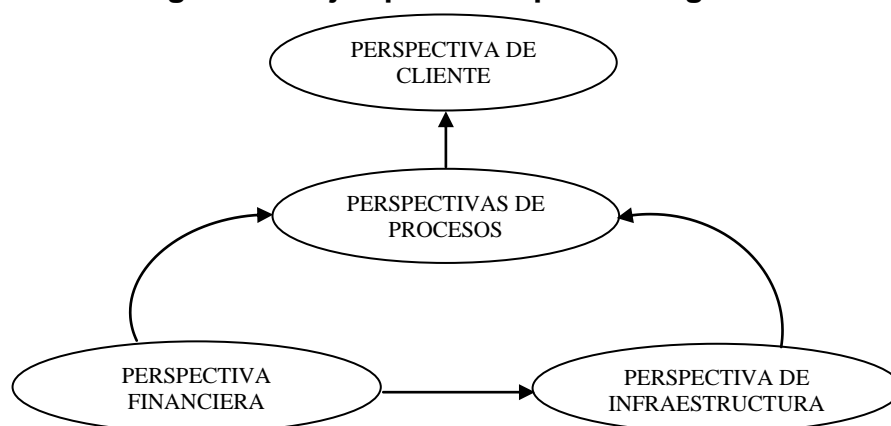 PERSPECTIVA DE
CLIENTE
PERSPECTIVAS DE
PROCESOS
PERSPECTIVA
FINANCIERA
PERSPECTIVA DE
INFRAESTRUCTURA